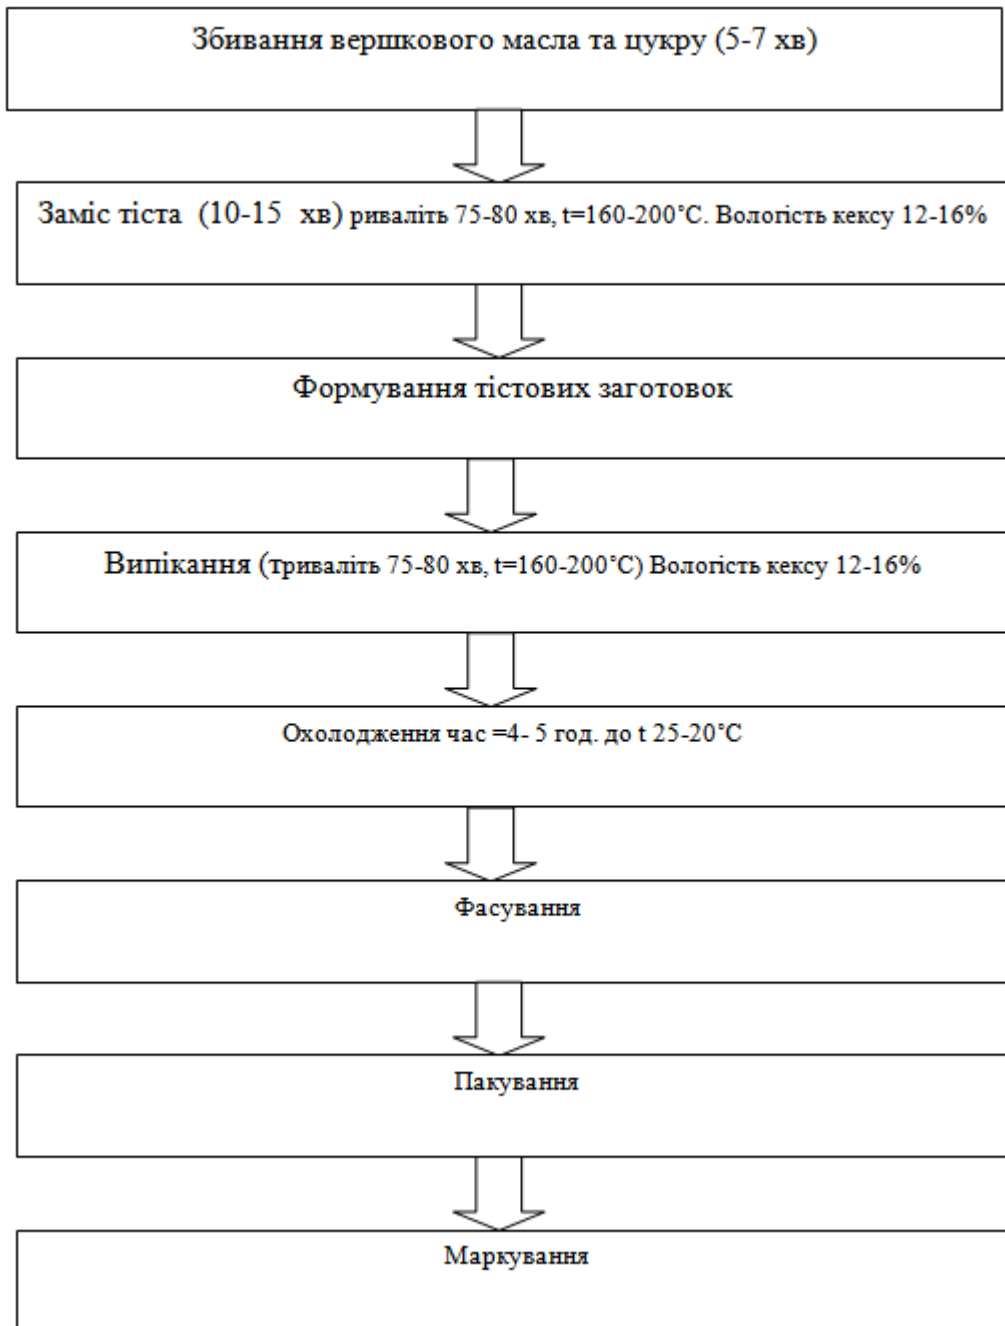 Збивання вершкового масла та цукру (5-7 хв)
Заміс тіста (10-15 хв) риваліть 75-80 хв, t=160-200°С. Вологість кексу 12-16%
Формування тістових заготовок
Випікання (триваліть 75-80 хв, t=160-200°С) Вологість кексу 12-16%
Охолодження час =4- 5 год. до t 25-20°С
Фасування
Пакування
Маркування